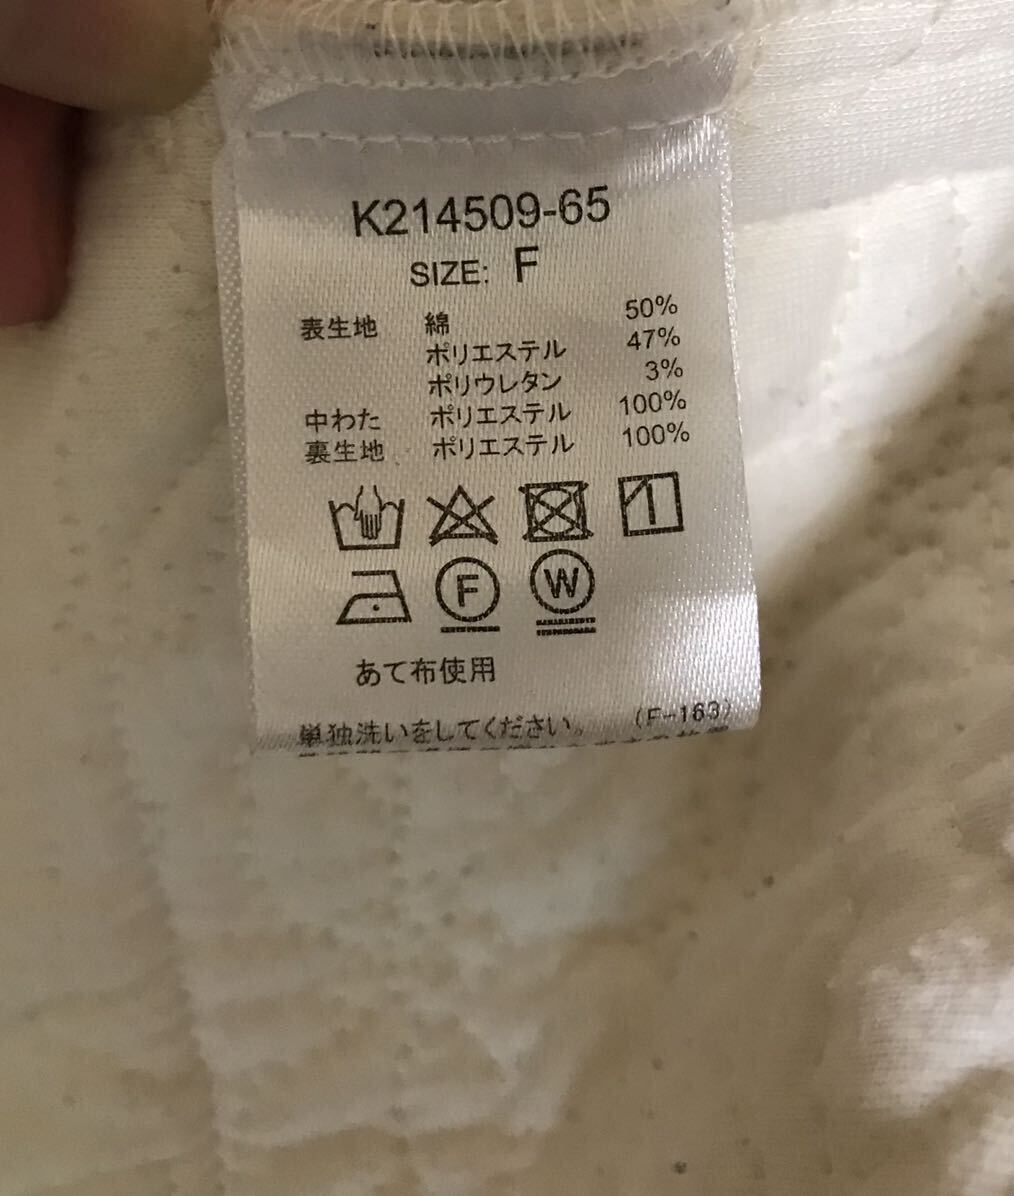 K214509-65
SIZE: F
表生地 綿 50%
ポリエステル 47%
ポリウレタン 3%
中わた ポリエステル 100%
裏生地 ポリエステル 100%
F W
あて布使用
単独洗いをしてください。 (F-163)